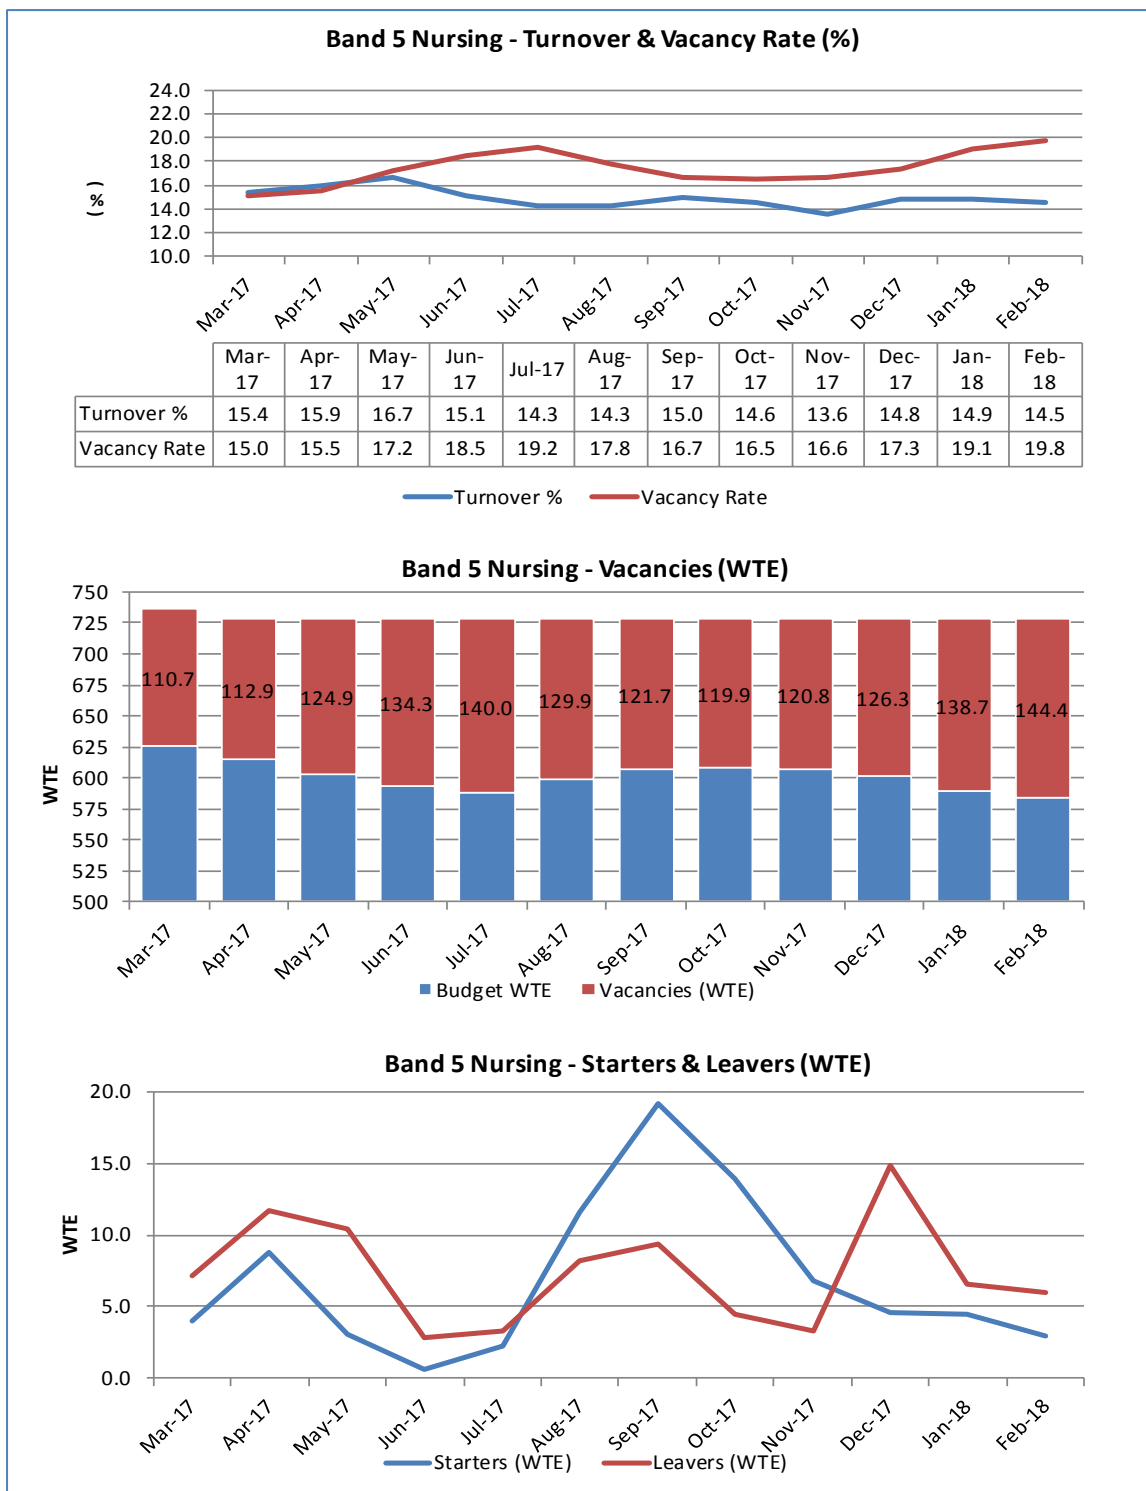 Band 5 Nursing - Turnover & Vacancy Rate (%)
24.0
22.0
20.0
18.0
16.0
14.0
12.0
10.0
(%)
Mar-17 Apr-17 May-17 Jun-17 Jul-17 Aug-17 Sep-17 Oct-17 Nov-17 Dec-17 Jan-18 Feb-18
Mar-17 Apr-17 May-17 Jun-17 Jul-17 Aug-17 Sep-17 Oct-17 Nov-17 Dec-17 Jan-18 Feb-18
Turnover % 15.4 15.9 16.7 15.1 14.3 14.3 15.0 14.6 13.6 14.8 14.9 14.5
Vacancy Rate 15.0 15.5 17.2 18.5 19.2 17.8 16.7 16.5 16.6 17.3 19.1 19.8
Turnover % Vacancy Rate
Band 5 Nursing - Vacancies (WTE)
750
725
700
675
650
625
600
575
550
525
500
WTE
110.7 112.9 124.9 134.3 140.0 129.9 121.7 119.9 120.8 126.3 138.7 144.4
Mar-17 Apr-17 May-17 Jun-17 Jul-17 Aug-17 Sep-17 Oct-17 Nov-17 Dec-17 Jan-18 Feb-18
Budget WTE Vacancies (WTE)
Band 5 Nursing - Starters & Leavers (WTE)
20.0
15.0
10.0
5.0
0.0
WTE
Mar-17 Apr-17 May-17 Jun-17 Jul-17 Aug-17 Sep-17 Oct-17 Nov-17 Dec-17 Jan-18 Feb-18
Starters (WTE) Leavers (WTE)